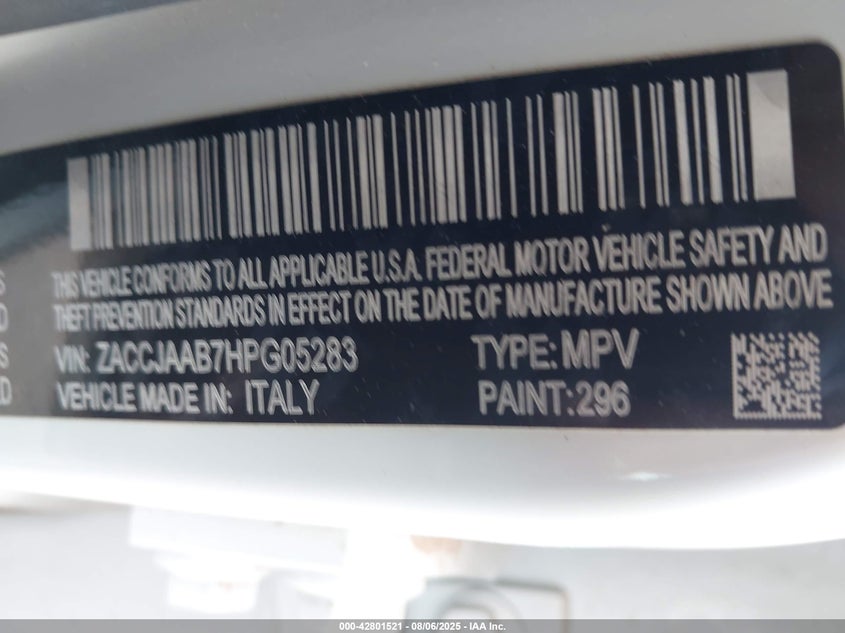 THIS VEHICLE CONFORMS TO ALL APPLICABLE U.S.A. FEDERAL MOTOR VEHICLE SAFETY AND
THEFT PREVENTION STANDARDS IN EFFECT ON THE DATE OF MANUFACTURE SHOWN ABOVE
VIN: ZACCJAAB7HPG05283 TYPE: MPV
VEHICLE MADE IN: ITALY PAINT:296
000-42801521 - 08/06/2025 - © IAA Holdings, Inc.